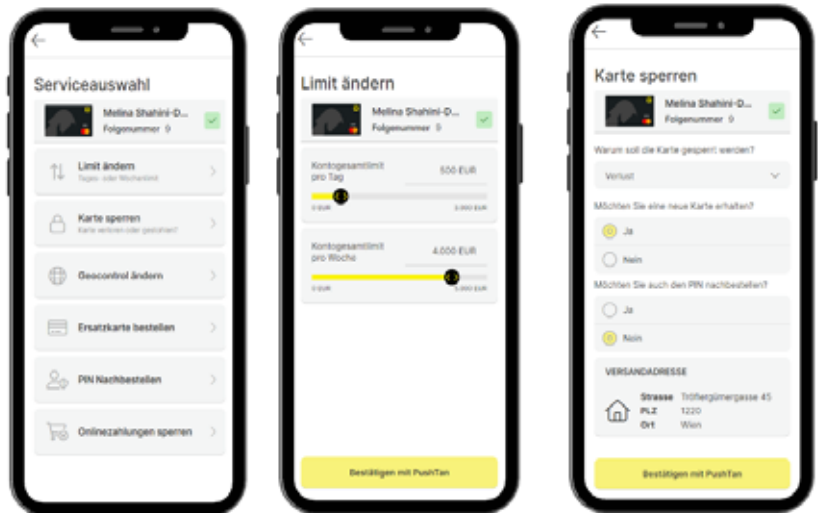 Serviceauswahl
Melina Shahini-D...
Folgenummer 9
Limit ändern
Tages- oder Wochenlimit
Karte sperren
Karte verloren oder gestohlen?
Geocontrol ändern
Ersatzkarte bestellen
PIN Nachbestellen
Onlinezahlungen sperren
Limit ändern
Melina Shahini-D...
Folgenummer 9
Kontogesamtlimit
pro Tag
500 EUR
0 EUR
Kontogesamtlimit
pro Woche
4.000 EUR
0 EUR
5.000 EUR
Bestätigen mit PushTan
Karte sperren
Melina Shahini-D...
Folgenummer 9
Warum soll die Karte gesperrt werden?
Verlust
Möchten Sie eine neue Karte erhalten?
Ja
Nein
Möchten Sie auch den PIN nachbestellen?
Ja
Nein
VERSANDADRESSE
Strasse 45
PLZ 1220
Ort Wien
Bestätigen mit PushTan